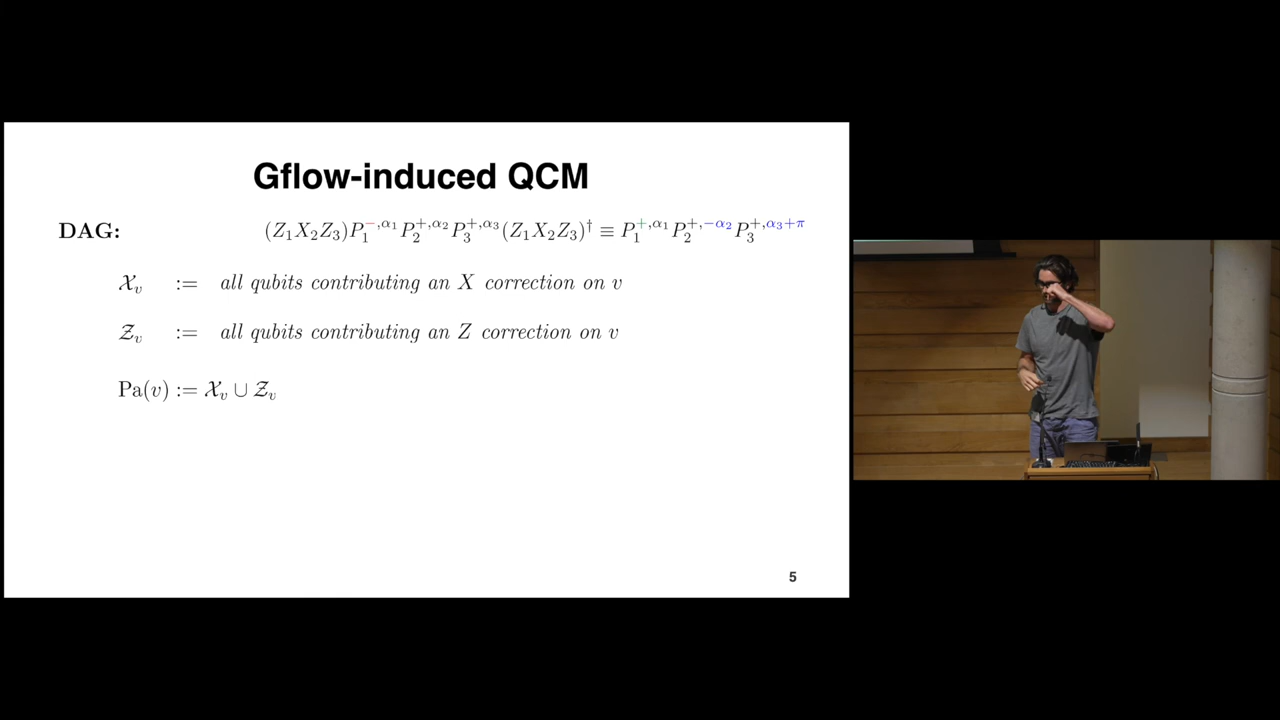 Gflow-induced QCM
DAG: (Z₁X₂Z₃)P₁^{−,α₁}P₂^{+,α₂}P₃^{+,α₃}(Z₁X₂Z₃)† ≡ P₁^{+,α₁}P₂^{+,−α₂}P₃^{+,α₃+π}
𝒳ᵥ := all qubits contributing an X correction on v
𝒵ᵥ := all qubits contributing an Z correction on v
Pa(v) := 𝒳ᵥ ∪ 𝒵ᵥ
5